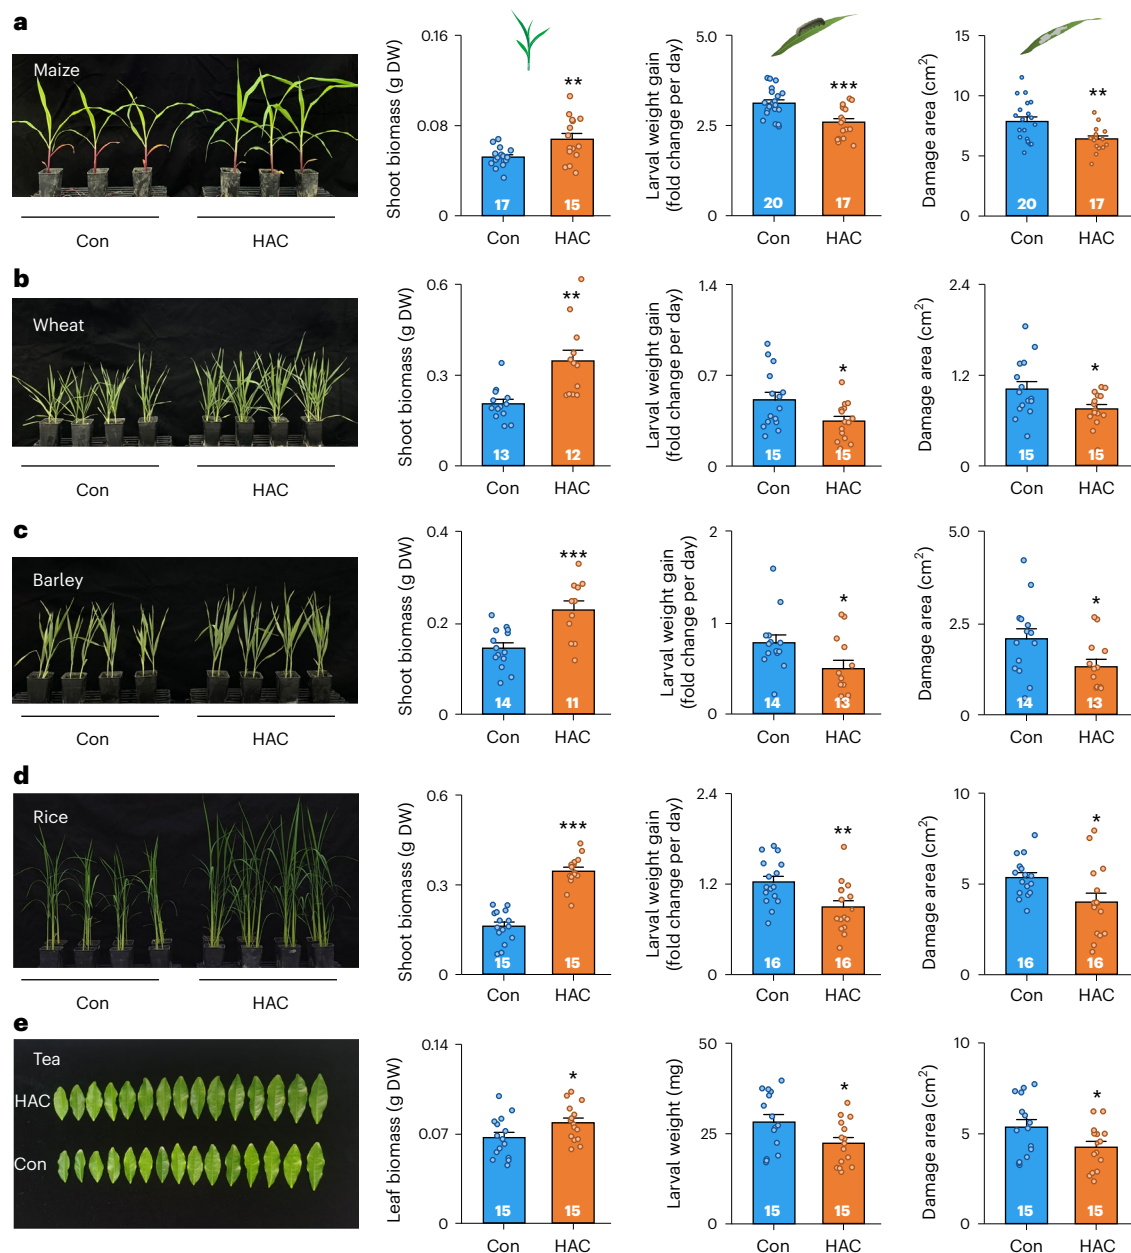 a
Maize
Con
HAC
Shoot biomass (g DW)
0.16
0.08
0
**
17
15
Con
HAC
Larval weight gain
(fold change per day)
5.0
2.5
0
***
20
17
Con
HAC
Damage area (cm²)
15
10
5
0
**
20
17
Con
HAC
b
Wheat
Con
HAC
Shoot biomass (g DW)
0.6
0.3
0
**
13
12
Con
HAC
Larval weight gain
(fold change per day)
1.4
0.7
0
*
15
15
Con
HAC
Damage area (cm²)
2.4
1.2
0
*
15
15
Con
HAC
c
Barley
Con
HAC
Shoot biomass (g DW)
0.4
0.2
0
***
14
11
Con
HAC
Larval weight gain
(fold change per day)
2
1
0
*
14
13
Con
HAC
Damage area (cm²)
5.0
2.5
0
*
14
13
Con
HAC
d
Rice
Con
HAC
Shoot biomass (g DW)
0.6
0.3
0
***
15
15
Con
HAC
Larval weight gain
(fold change per day)
2.4
1.2
0
**
16
16
Con
HAC
Damage area (cm²)
10
5
0
*
16
16
Con
HAC
e
Tea
HAC
Con
Leaf biomass (g DW)
0.14
0.07
0
*
15
15
Con
HAC
Larval weight (mg)
50
25
0
*
15
15
Con
HAC
Damage area (cm²)
10
5
0
*
15
15
Con
HAC